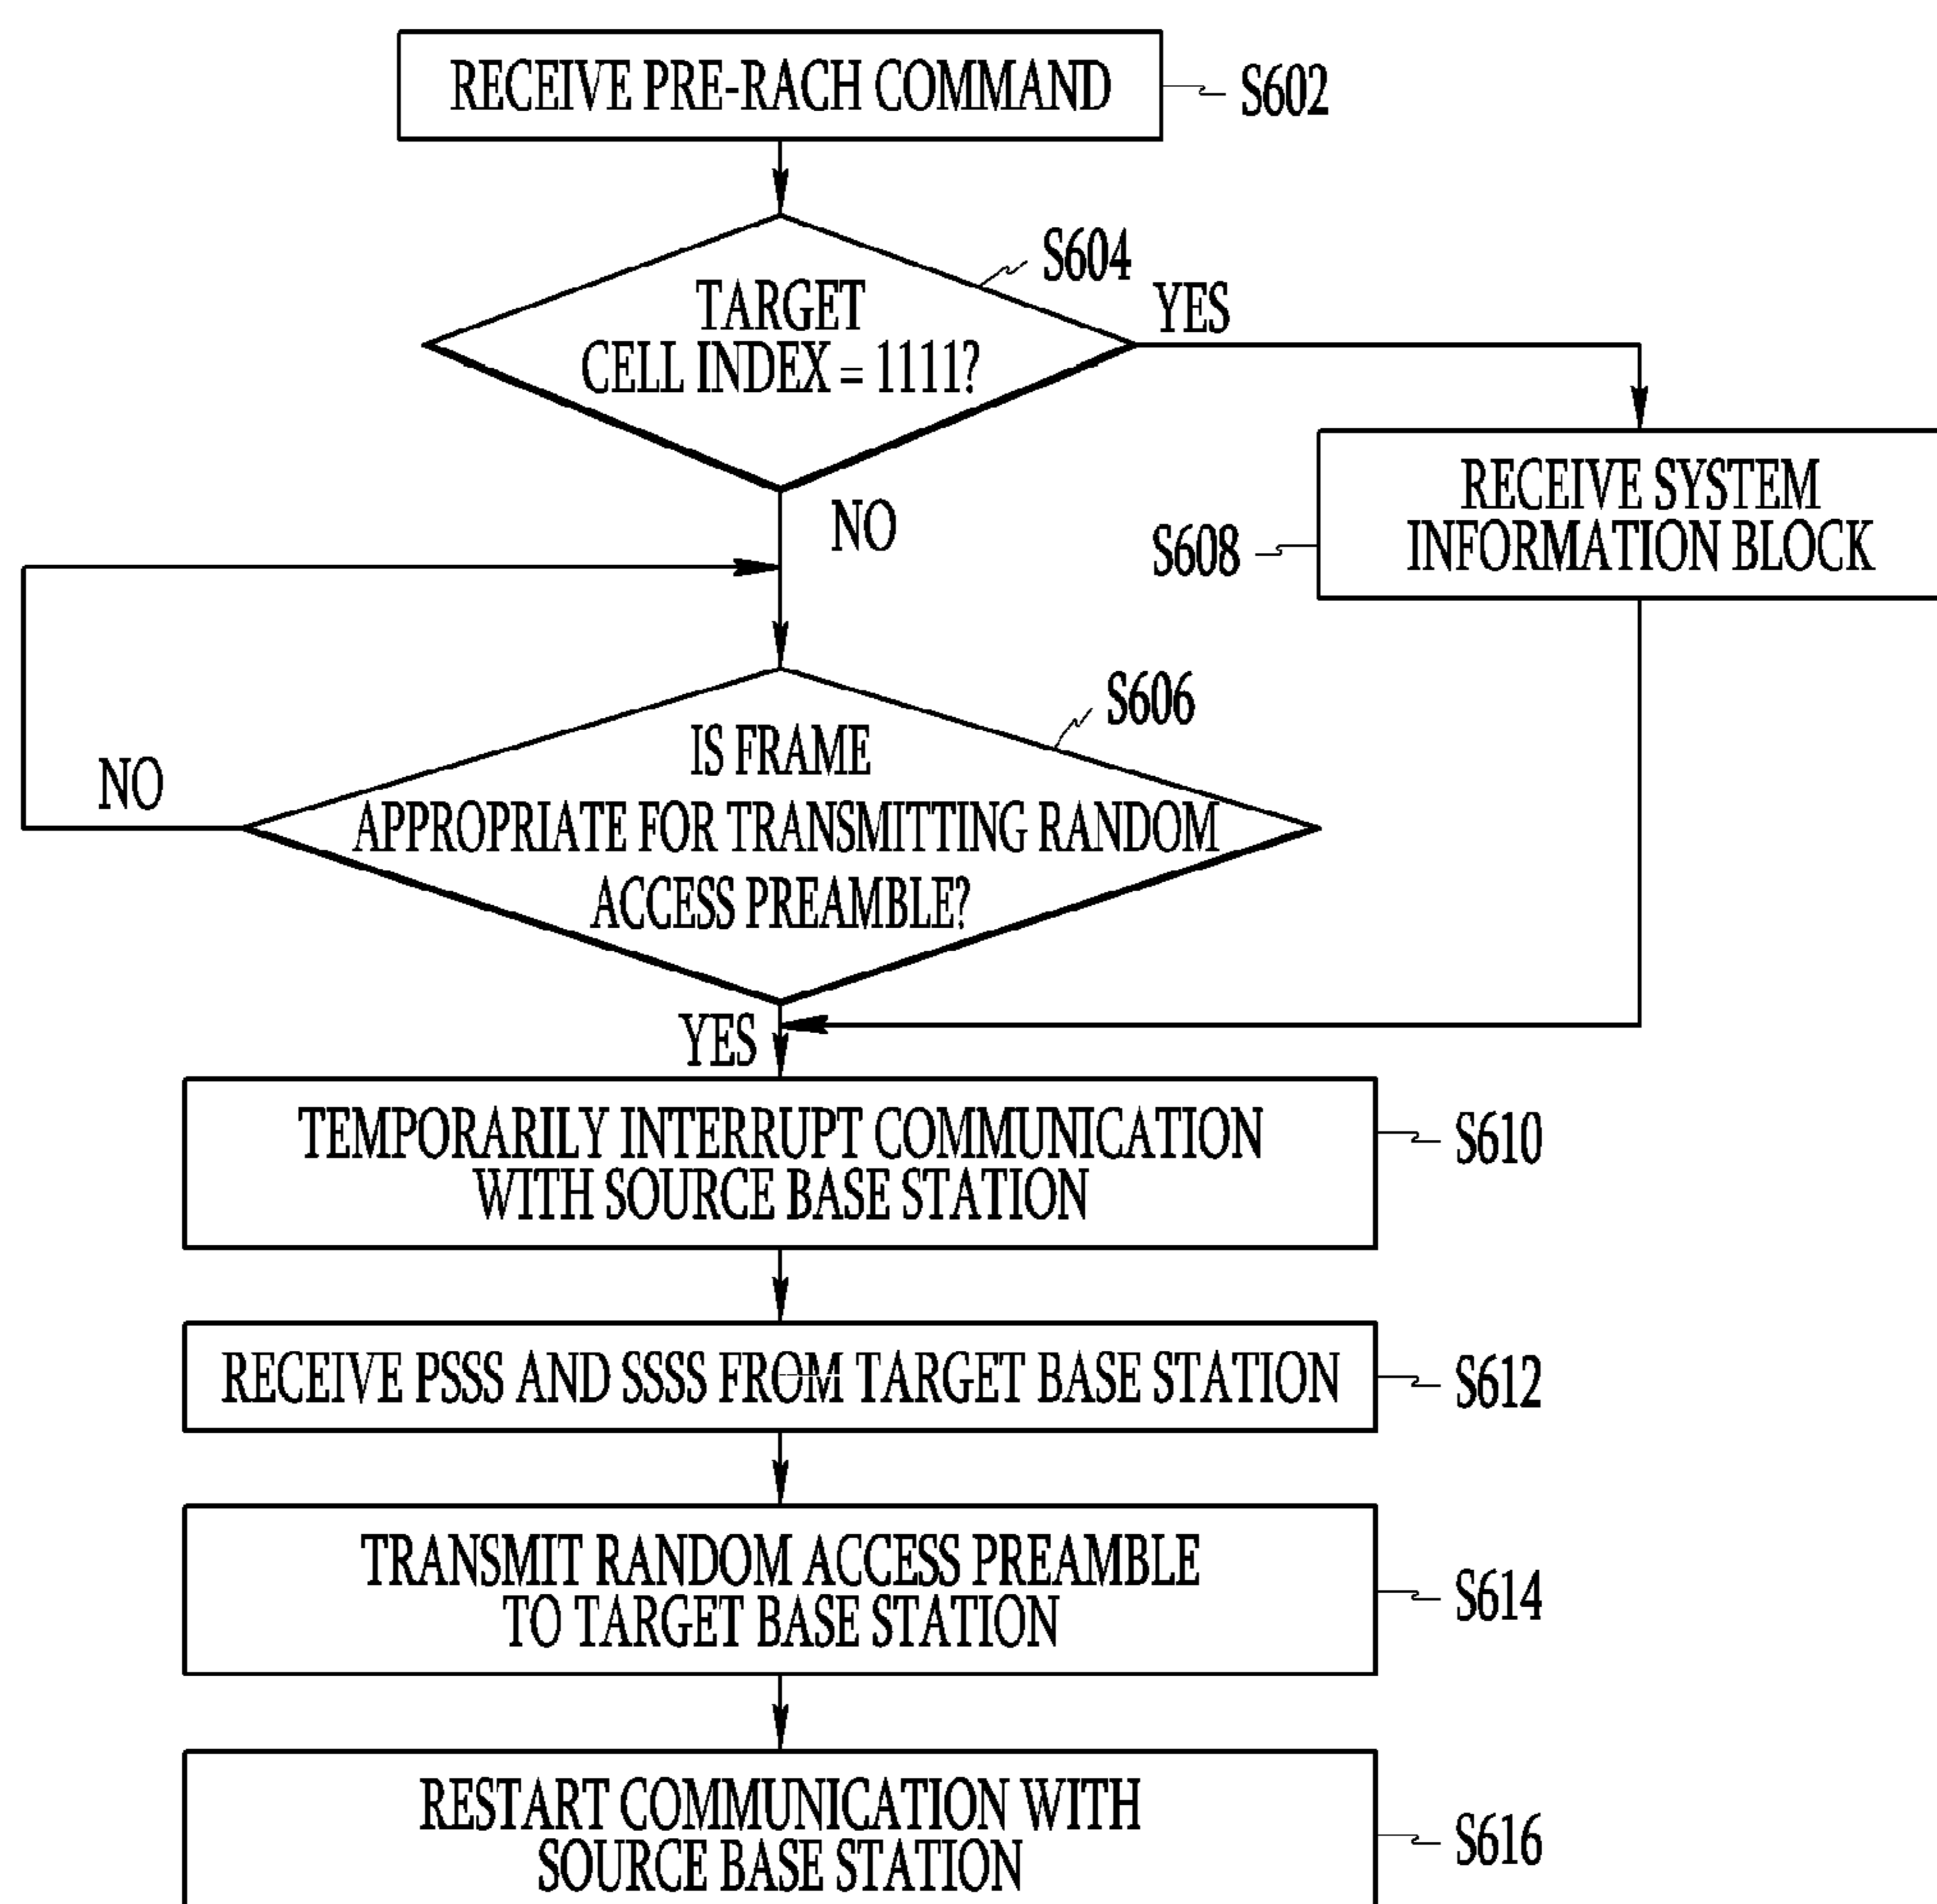 RECEIVE PRE-RACH COMMAND
S602
S604
TARGET
CELL INDEX = 1111?
YES
NO
RECEIVE SYSTEM
INFORMATION BLOCK
S608
S606
IS FRAME
APPROPRIATE FOR TRANSMITTING RANDOM
ACCESS PREAMBLE?
NO
YES
TEMPORARILY INTERRUPT COMMUNICATION
WITH SOURCE BASE STATION
S610
RECEIVE PSSS AND SSSS FROM TARGET BASE STATION
S612
TRANSMIT RANDOM ACCESS PREAMBLE
TO TARGET BASE STATION
S614
RESTART COMMUNICATION WITH
SOURCE BASE STATION
S616